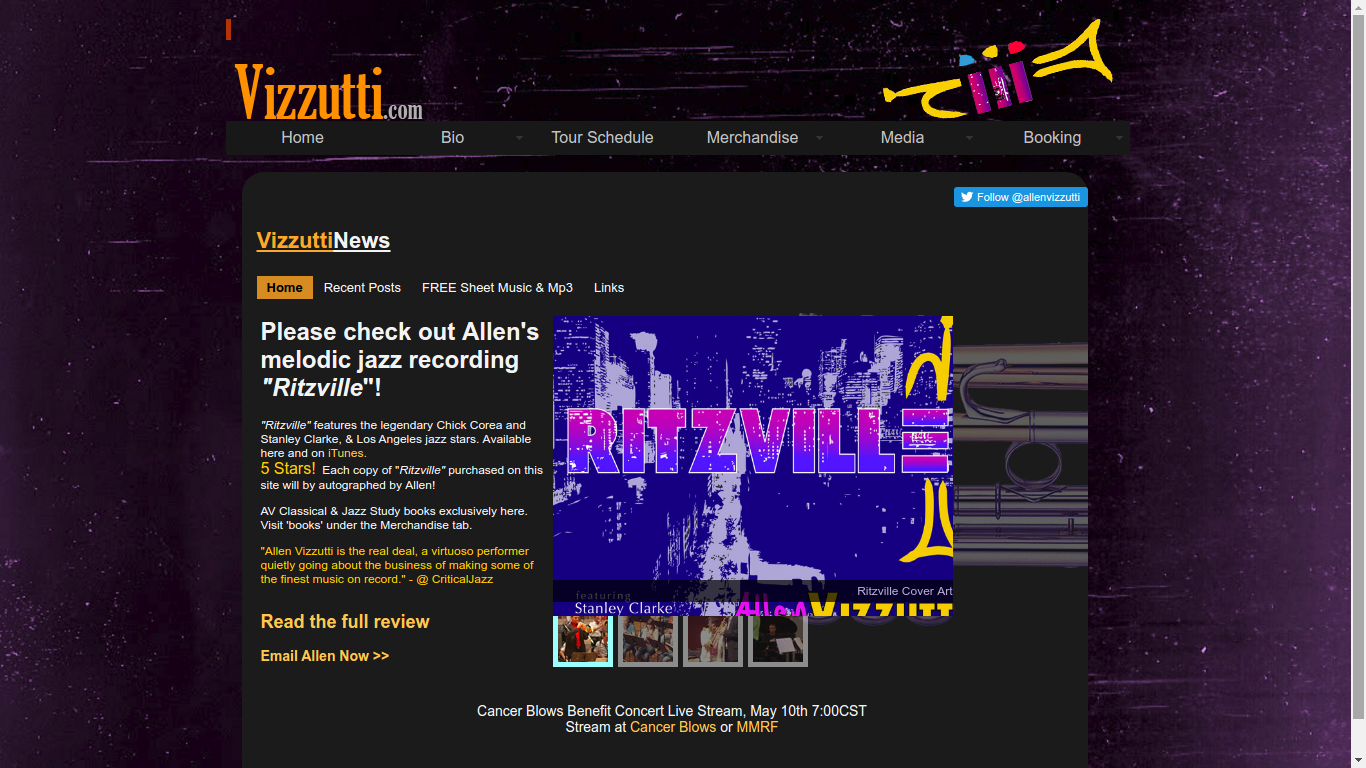 Vizzutti.com
Home Bio Tour Schedule Merchandise Media Booking
Follow @allenvizzutti
VizzuttiNews
Home Recent Posts FREE Sheet Music & Mp3 Links
Please check out Allen's
melodic jazz recording
"Ritzville"!
"Ritzville" features the legendary Chick Corea and
Stanley Clarke, & Los Angeles jazz stars. Available
here and on iTunes.
5 Stars! Each copy of "Ritzville" purchased on this
site will by autographed by Allen!
AV Classical & Jazz Study books exclusively here.
Visit 'books' under the Merchandise tab.
"Allen Vizzutti is the real deal, a virtuoso performer
quietly going about the business of making some of
the finest music on record." - @ CriticalJazz
Read the full review
Email Allen Now >>
RITZVILLE
Ritzville Cover Art
featuring
Stanley Clarke
Allen Vizzutti
Cancer Blows Benefit Concert Live Stream, May 10th 7:00CST
Stream at Cancer Blows or MMRF